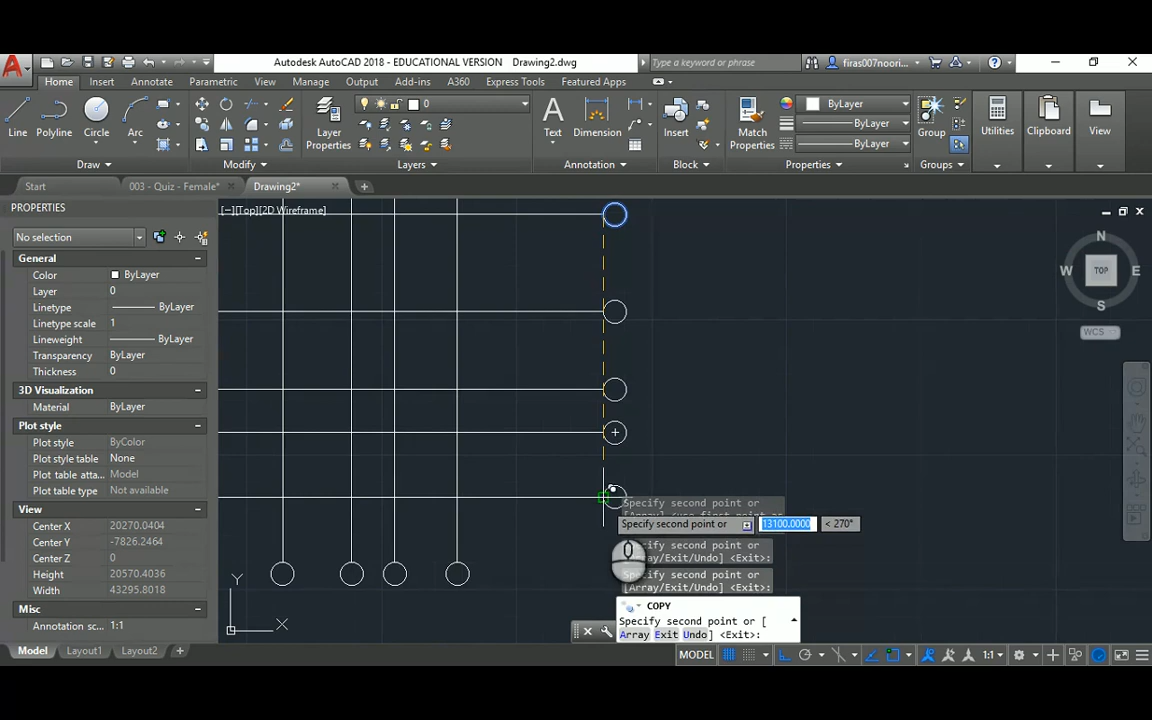 Autodesk AutoCAD 2018 - EDUCATIONAL VERSION Drawing2.dwg
Type a keyword or phrase
firas007noori...
Home Insert Annotate Parametric View Manage Output Add-ins A360 Express Tools Featured Apps
0
ByLayer
ByLayer
ByLayer
Line Polyline Circle Arc
Layer Properties
Text Dimension
Insert
Match Properties
Group Utilities Clipboard View
Draw Modify Layers Annotation Block Properties Groups
Start 003 - Quiz - Female* Drawing2*
PROPERTIES
No selection
General
Color ByLayer
Layer 0
Linetype ByLayer
Linetype scale 1
Lineweight ByLayer
Transparency ByLayer
Thickness 0
3D Visualization
Material ByLayer
Plot style
Plot style ByColor
Plot style table None
Plot table atta... Model
Plot table type Not available
View
Center X 20270.0404
Center Y -7826.2464
Center Z 0
Height 20570.4036
Width 43295.8018
Misc
Annotation sc... 1:1
[−][Top][2D Wireframe]
N
W TOP E
S
WCS
Specify second point or
Specify second point or 13100.0000 < 270°
Specify second point or
[Array/Exit/Undo] <Exit>:
Specify second point or
[Array/Exit/Undo] <Exit>:
COPY
Specify second point or [
Array Exit Undo] <Exit>:
Y
X
Model Layout1 Layout2 +
MODEL 1:1